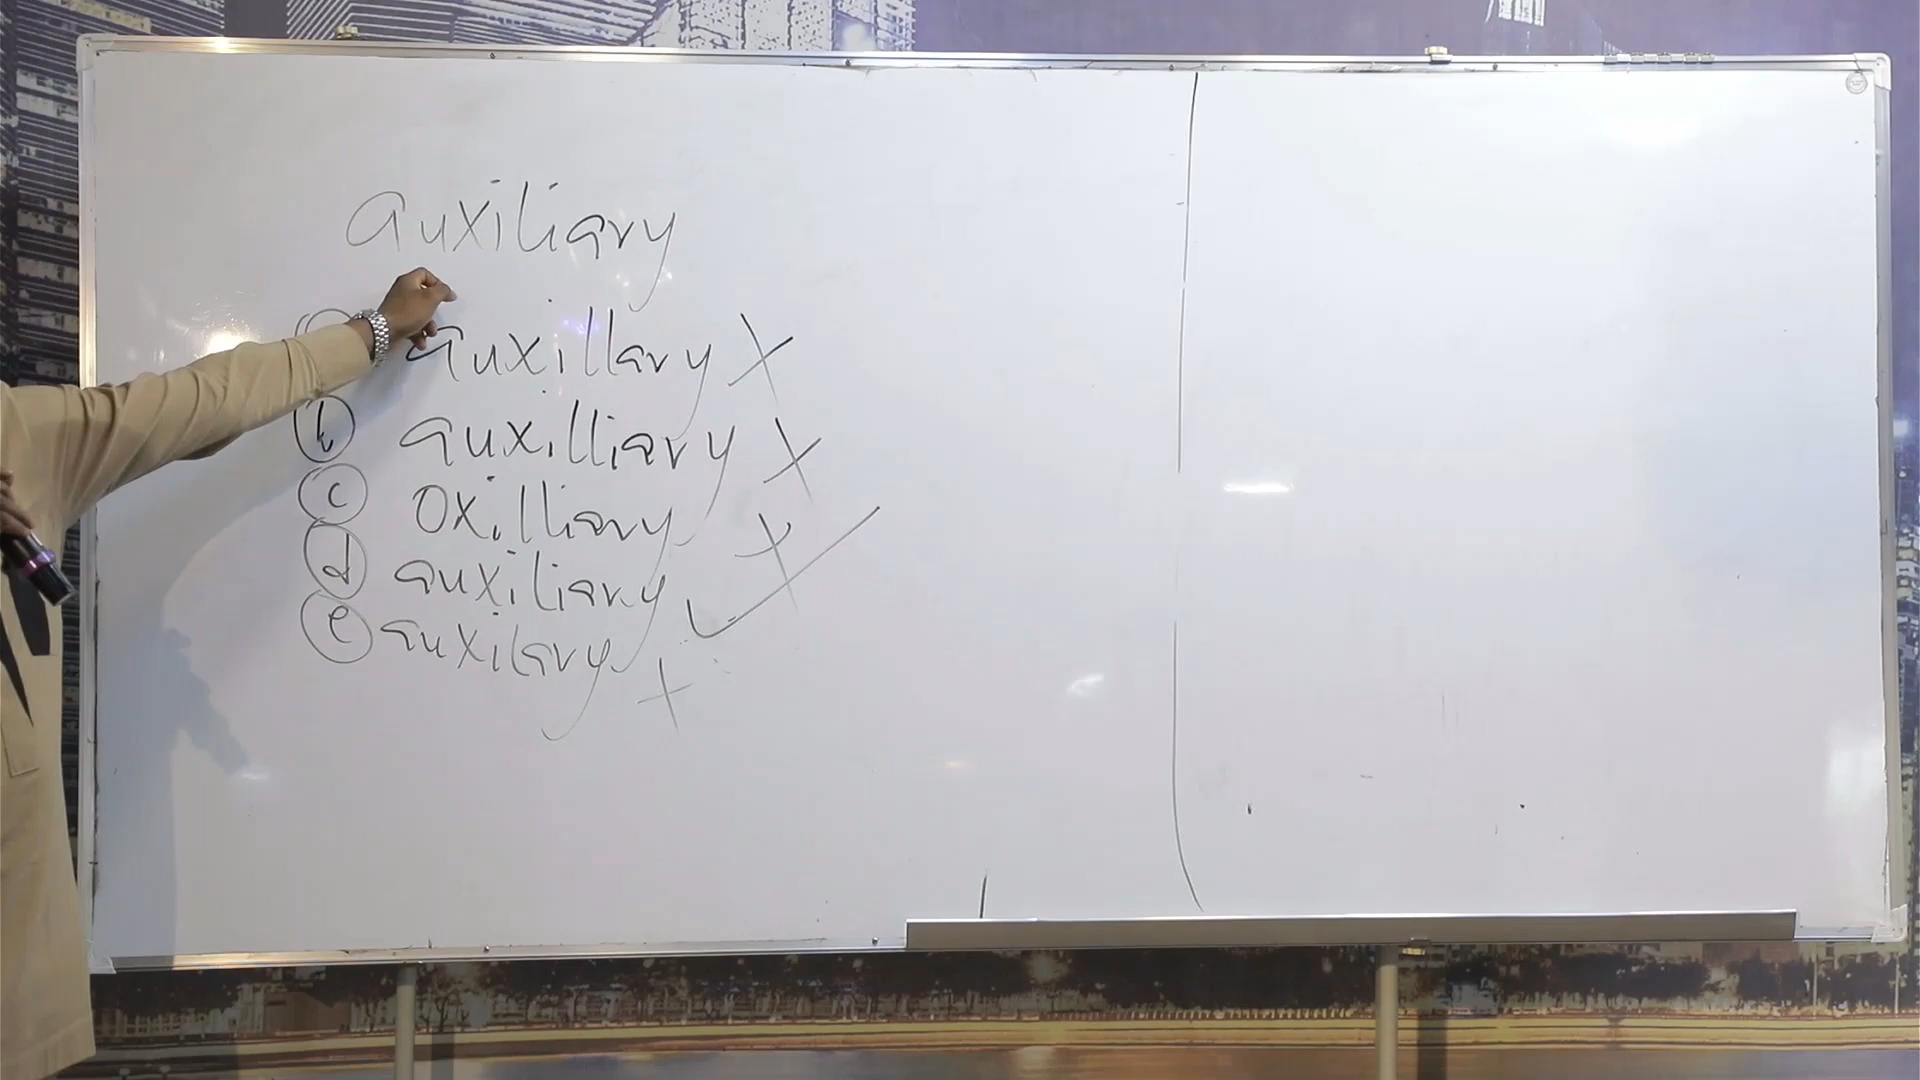 auxiliary
auxillary X
b auxilliary X
c oxilliary X
d auxiliary ✓
e auxilary X